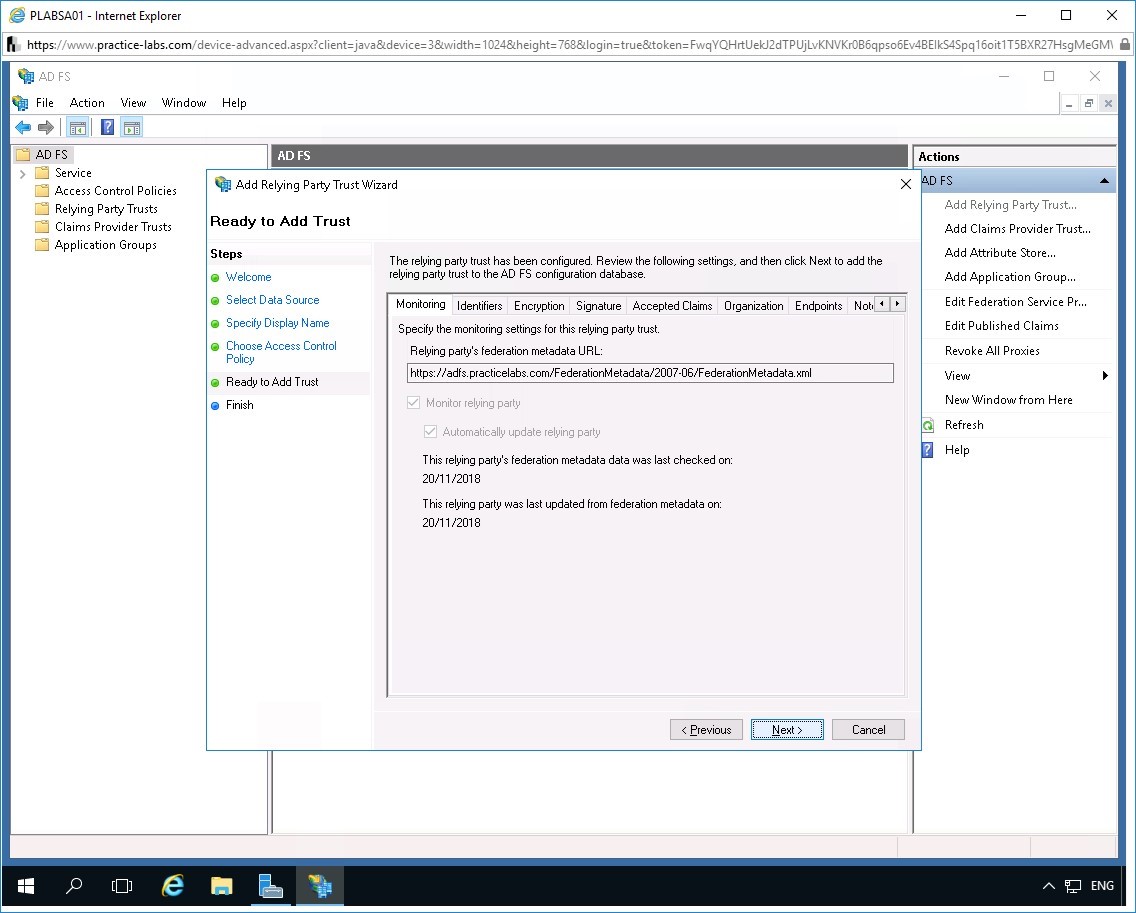 PLABSA01 - Internet Explorer
https://www.practice-labs.com/device-advanced.aspx?client=java&device=3&width=1024&height=768&login=true&token=
AD FS
File Action View Window Help
AD FS
Service
Access Control Policies
Relying Party Trusts
Claims Provider Trusts
Application Groups
AD FS
Add Relying Party Trust Wizard
Ready to Add Trust
Steps
Welcome
Select Data Source
Specify Display Name
Choose Access Control
Policy
Ready to Add Trust
Finish
The relying party trust has been configured. Review the following settings, and then click Next to add the
relying party trust to the AD FS configuration database.
Monitoring Identifiers Encryption Signature Accepted Claims Organization Endpoints
Specify the monitoring settings for this relying party trust.
Relying party's federation metadata URL:
https://adfs.practicelabs.com/FederationMetadata/2007-06/FederationMetadata.xml
Monitor relying party
Automatically update relying party
This relying party's federation metadata data was last checked on:
20/11/2018
This relying party was last updated from federation metadata on:
20/11/2018
< Previous Next > Cancel
Actions
AD FS
Add Relying Party Trust...
Add Claims Provider Trust...
Add Attribute Store...
Add Application Group...
Edit Federation Service Pr...
Edit Published Claims
Revoke All Proxies
View
New Window from Here
Refresh
Help
ENG